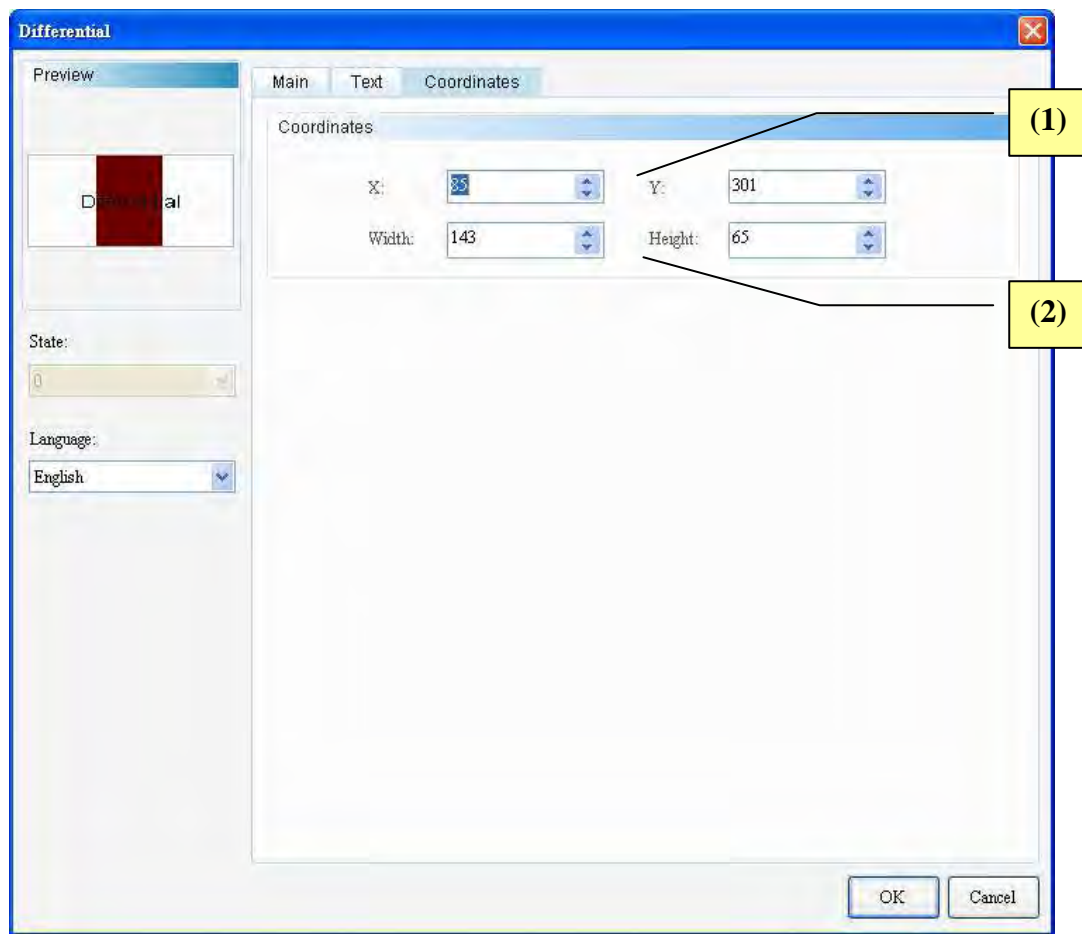 Differential
Preview
Main Text Coordinates
Coordinates
(1)
X: 85 Y: 301
Width: 143 Height: 65
(2)
State:
0
Language:
English
OK Cancel